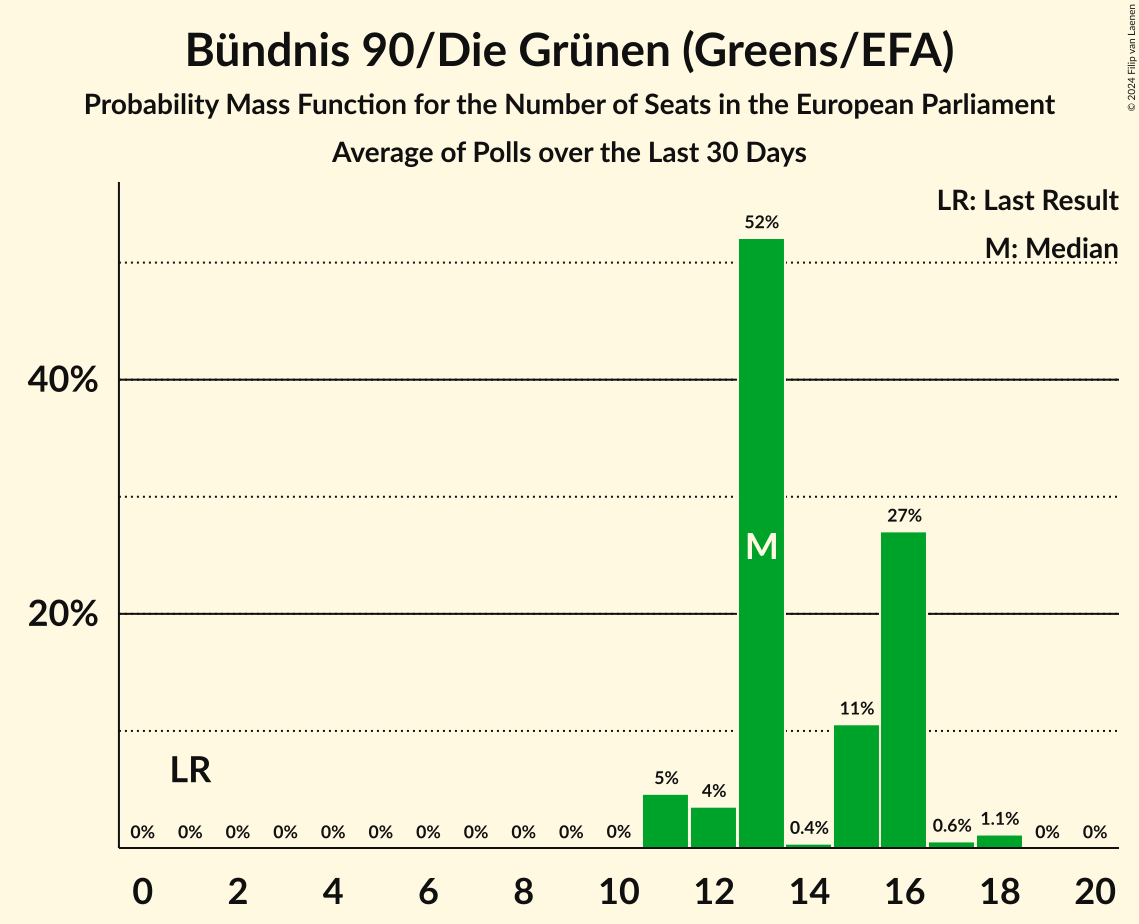 Bündnis 90/Die Grünen (Greens/EFA)
Probability Mass Function for the Number of Seats in the European Parliament
Average of Polls over the Last 30 Days
© 2024 Filip van Laenen
LR: Last Result
M: Median
52%
40%
27%
M
20%
11%
LR
5%
4%
0% 0% 0% 0% 0% 0% 0% 0% 0% 0% 0% 0.4% 0.6% 1.1% 0% 0%
0 2 4 6 8 10 12 14 16 18 20